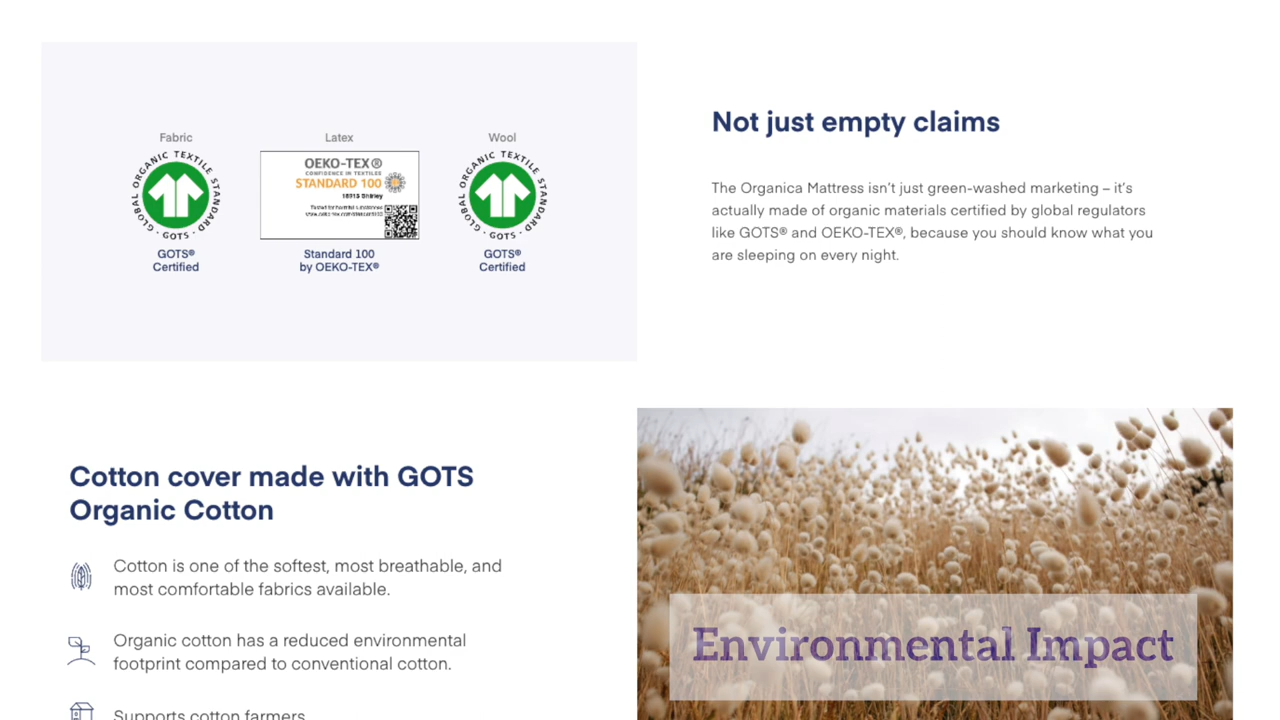 Fabric
GLOBAL ORGANIC TEXTILE STANDARD · GOTS ·
GOTS®
Certified
Latex
OEKO-TEX®
CONFIDENCE IN TEXTILES
STANDARD 100
Standard 100
by OEKO-TEX®
Wool
GLOBAL ORGANIC TEXTILE STANDARD · GOTS ·
GOTS®
Certified
Not just empty claims
The Organica Mattress isn't just green-washed marketing – it's
actually made of organic materials certified by global regulators
like GOTS® and OEKO-TEX®, because you should know what you
are sleeping on every night.
Cotton cover made with GOTS
Organic Cotton
Cotton is one of the softest, most breathable, and
most comfortable fabrics available.
Organic cotton has a reduced environmental
footprint compared to conventional cotton.
Supports cotton farmers
Environmental Impact